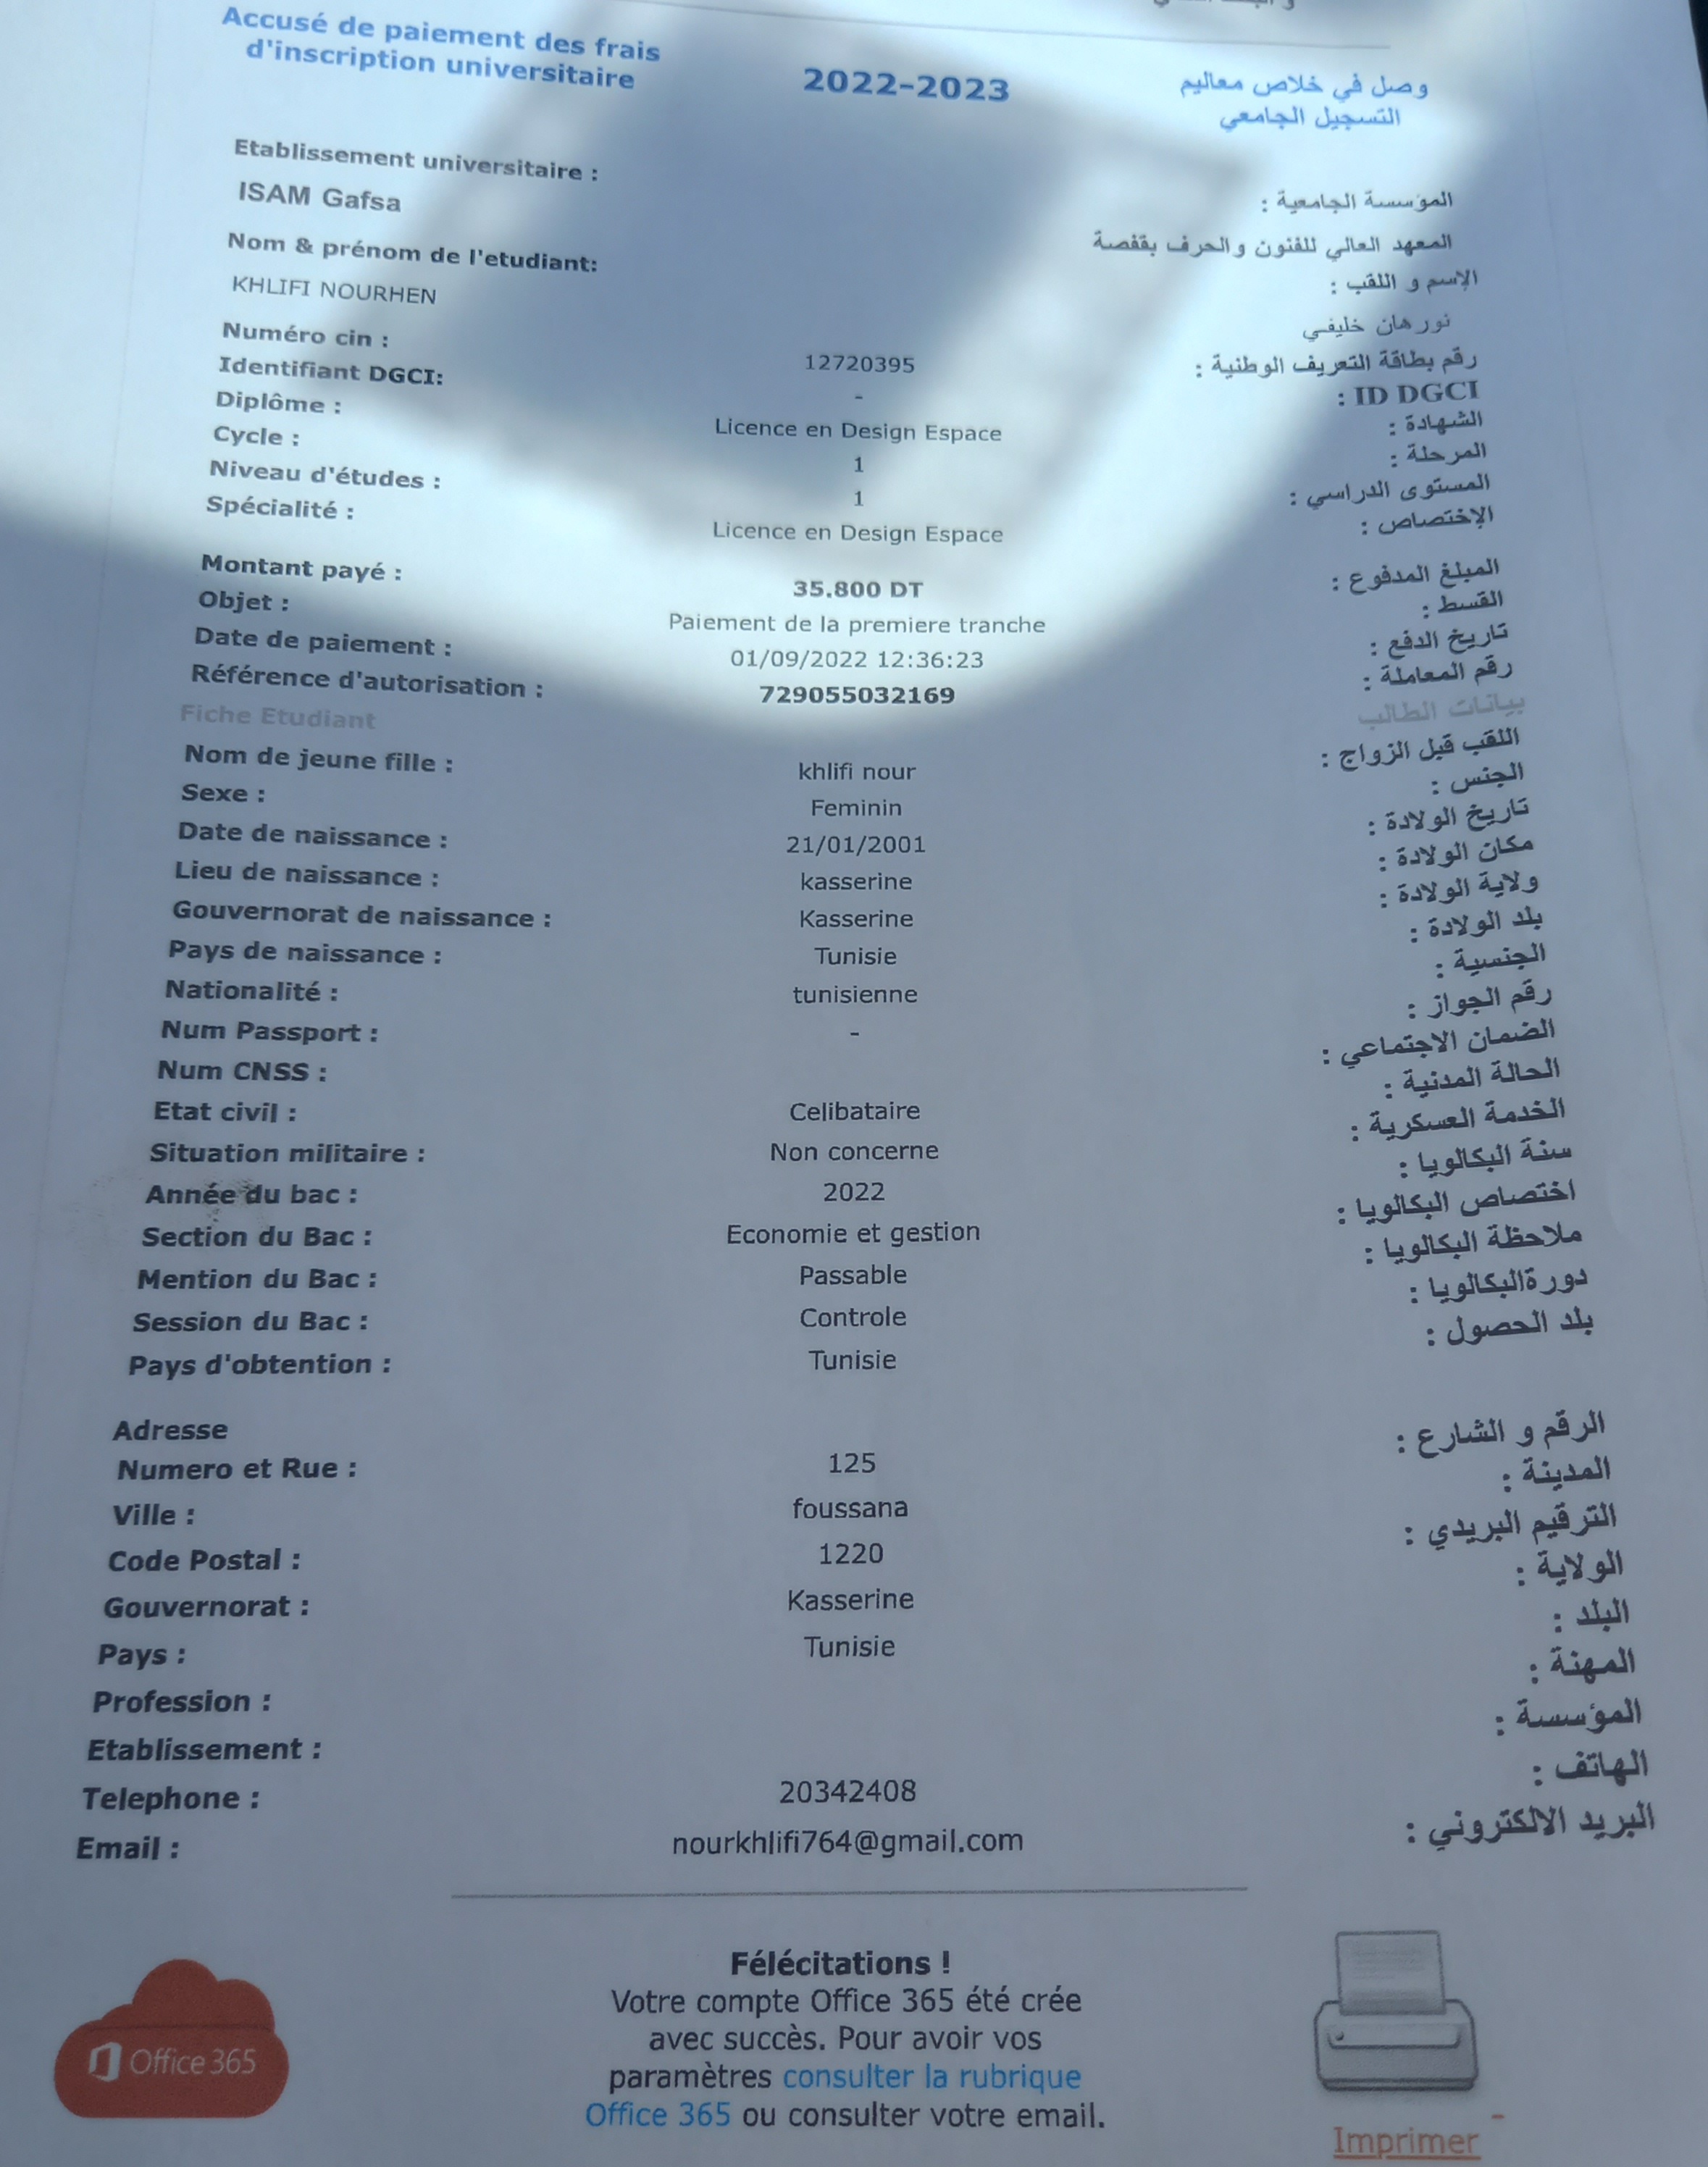 Accusé de paiement des frais
d'inscription universitaire
2022-2023
وصل في خلاص معاليم
التسجيل الجامعي
Etablissement universitaire :
المؤسسة الجامعية :
ISAM Gafsa
المعهد العالي للفنون والحرف بقفصة
Nom & prénom de l'etudiant:
الإسم و اللقب :
KHLIFI NOURHEN
نورهان خليفي
Numéro cin : 12720395 رقم بطاقة التعريف الوطنية :
Identifiant DGCI: - ID DGCI :
Diplôme : Licence en Design Espace الشهادة :
Cycle : 1 المرحلة :
Niveau d'études : 1 المستوى الدراسي :
Spécialité : Licence en Design Espace الإختصاص :
Montant payé : 35.800 DT المبلغ المدفوع :
Objet : Paiement de la premiere tranche القسط :
Date de paiement : 01/09/2022 12:36:23 تاريخ الدفع :
Référence d'autorisation : 729055032169 رقم المعاملة :
Fiche Etudiant بيانات الطالب
Nom de jeune fille : khlifi nour اللقب قبل الزواج :
Sexe : Feminin الجنس :
Date de naissance : 21/01/2001 تاريخ الولادة :
Lieu de naissance : kasserine مكان الولادة :
Gouvernorat de naissance : Kasserine ولاية الولادة :
Pays de naissance : Tunisie بلد الولادة :
Nationalité : tunisienne الجنسية :
Num Passport : - رقم الجواز :
Num CNSS : الضمان الاجتماعي :
Etat civil : Celibataire الحالة المدنية :
Situation militaire : Non concerne الخدمة العسكرية :
Année du bac : 2022 سنة البكالويا :
Section du Bac : Economie et gestion اختصاص البكالويا :
Mention du Bac : Passable ملاحظة البكالويا :
Session du Bac : Controle دورةالبكالويا :
Pays d'obtention : Tunisie بلد الحصول :
Adresse
Numero et Rue : 125 الرقم و الشارع :
Ville : foussana المدينة :
Code Postal : 1220 الترقيم البريدي :
Gouvernorat : Kasserine الولاية :
Pays : Tunisie البلد :
Profession : المهنة :
Etablissement : المؤسسة :
Telephone : 20342408 الهاتف :
Email : nourkhlifi764@gmail.com البريد الالكتروني :
Félécitations !
Votre compte Office 365 été crée
avec succès. Pour avoir vos
paramètres consulter la rubrique
Office 365 ou consulter votre email.
Office 365
Imprimer